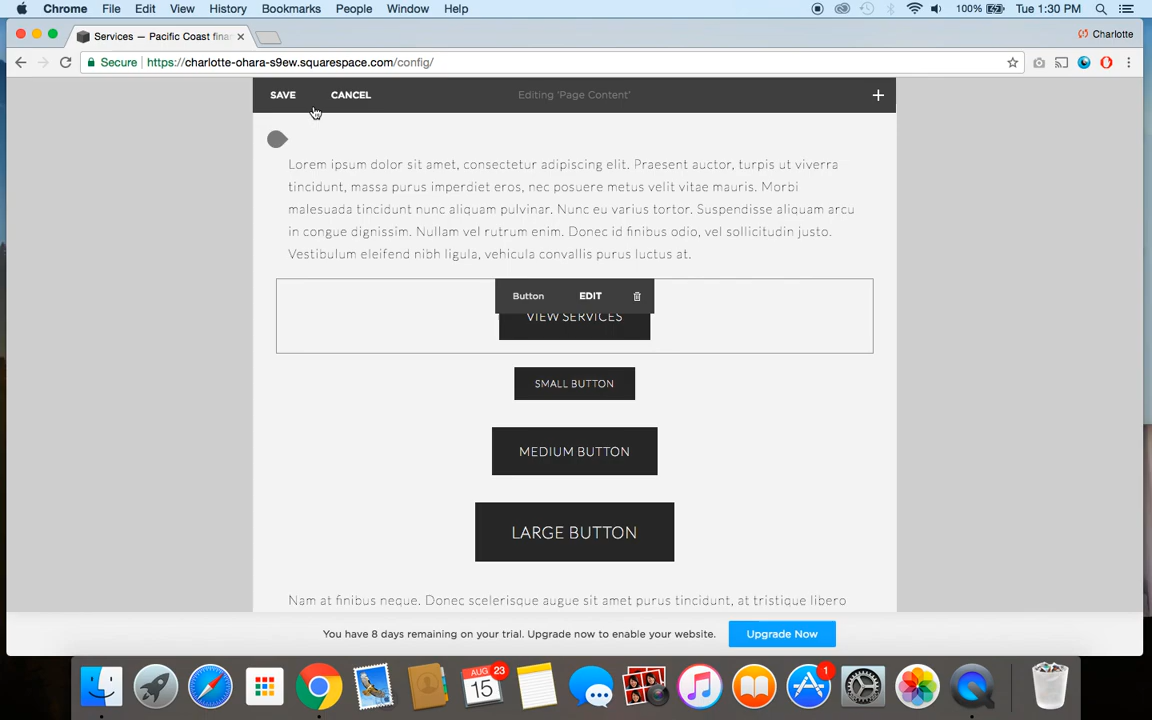 Chrome File Edit View History Bookmarks People Window Help 100% Tue 1:30 PM
Services — Pacific Coast finan Charlotte
Secure https://charlotte-ohara-s9ew.squarespace.com/config/
SAVE CANCEL Editing 'Page Content' +
Lorem ipsum dolor sit amet, consectetur adipiscing elit. Praesent auctor, turpis ut viverra
tincidunt, massa purus imperdiet eros, nec posuere metus velit vitae mauris. Morbi
malesuada tincidunt nunc aliquam pulvinar. Nunc eu varius tortor. Suspendisse aliquam arcu
in congue dignissim. Nullam vel rutrum enim. Donec id finibus odio, vel sollicitudin justo.
Vestibulum eleifend nibh ligula, vehicula convallis purus luctus at.
Button EDIT
VIEW SERVICES
SMALL BUTTON
MEDIUM BUTTON
LARGE BUTTON
Nam at finibus neque. Donec scelerisque augue sit amet purus tincidunt, at tristique libero
You have 8 days remaining on your trial. Upgrade now to enable your website. Upgrade Now
AUG 23 1
15